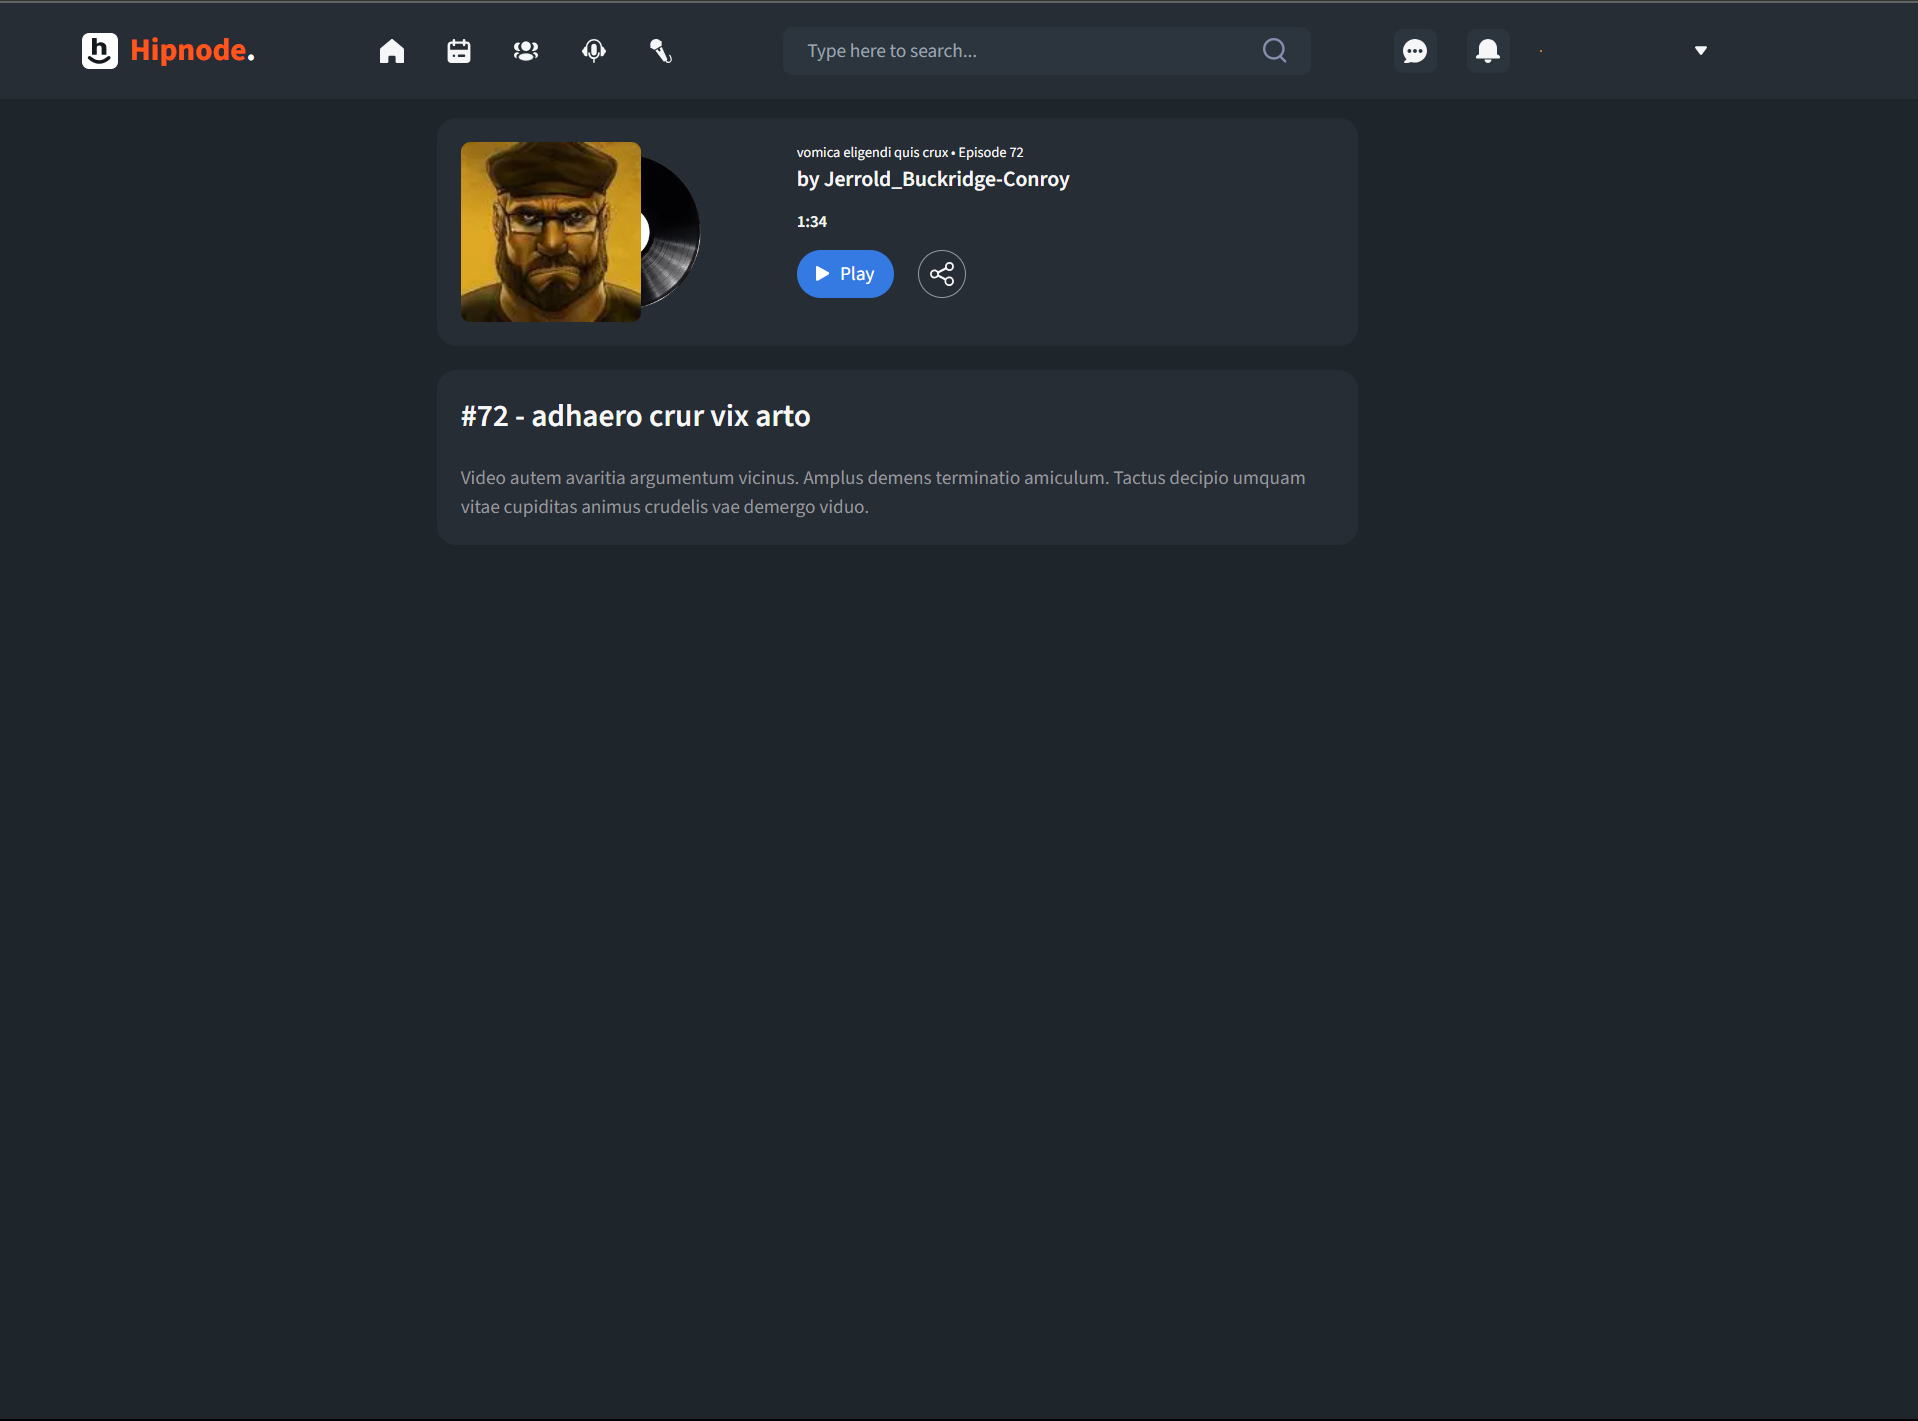 h Hipnode.
Type here to search...
vomica eligendi quis crux • Episode 72
by Jerrold_Buckridge-Conroy
1:34
Play
#72 - adhaero crur vix arto
Video autem avaritia argumentum vicinus. Amplus demens terminatio amiculum. Tactus decipio umquam
vitae cupiditas animus crudelis vae demergo viduo.